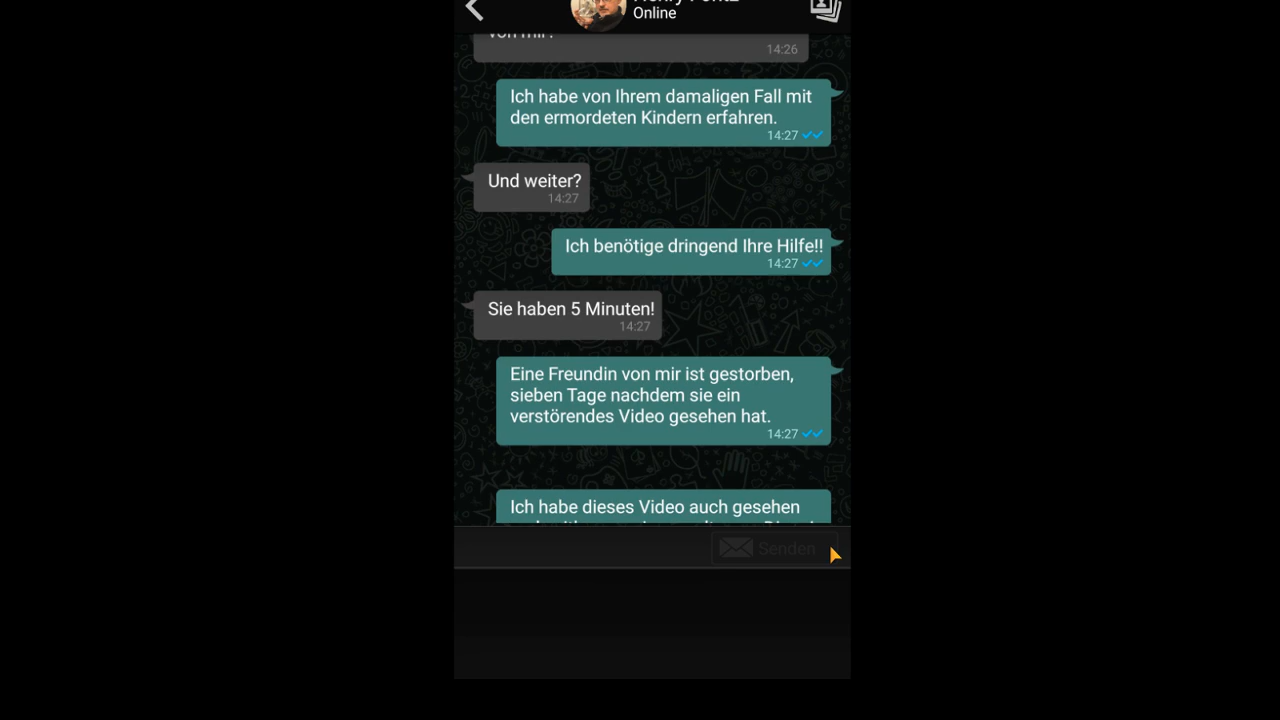 Online
von mir?
14:26
Ich habe von Ihrem damaligen Fall mit
den ermordeten Kindern erfahren.
14:27
Und weiter?
14:27
Ich benötige dringend Ihre Hilfe!!
14:27
Sie haben 5 Minuten!
14:27
Eine Freundin von mir ist gestorben,
sieben Tage nachdem sie ein
verstörendes Video gesehen hat.
14:27
Ich habe dieses Video auch gesehen
Senden